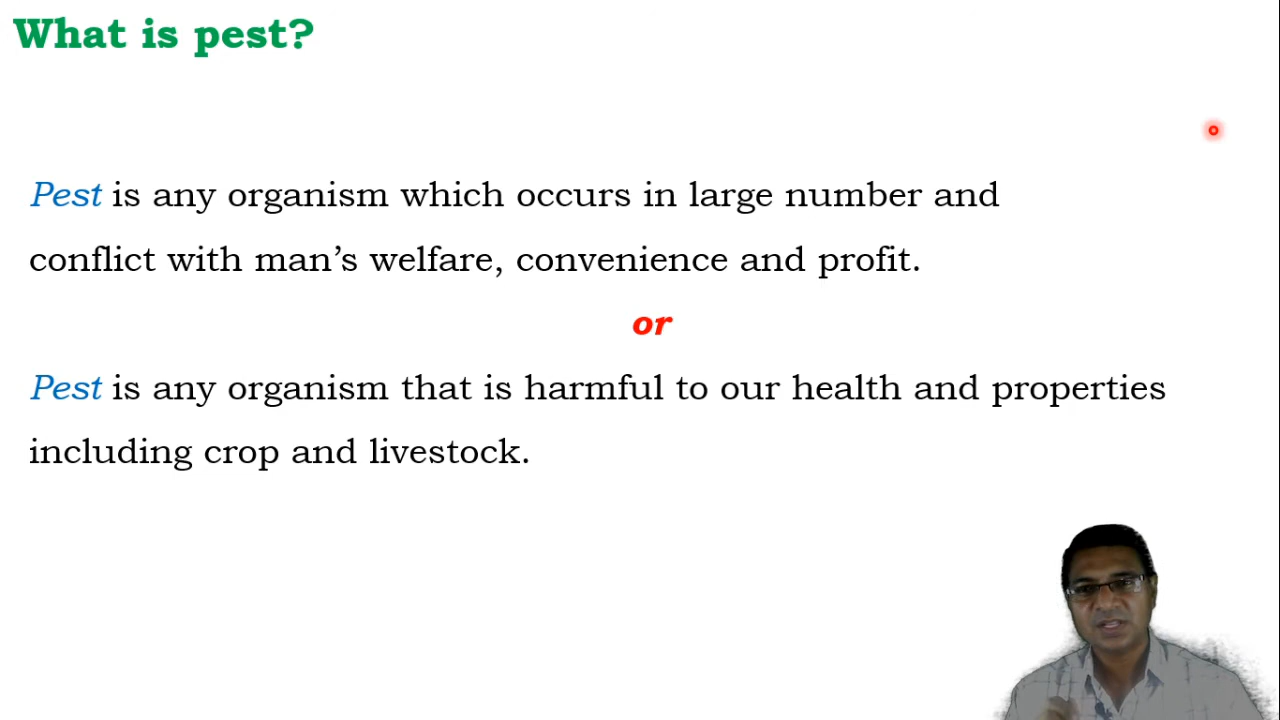 What is pest?
Pest is any organism which occurs in large number and
conflict with man’s welfare, convenience and profit.
or
Pest is any organism that is harmful to our health and properties
including crop and livestock.